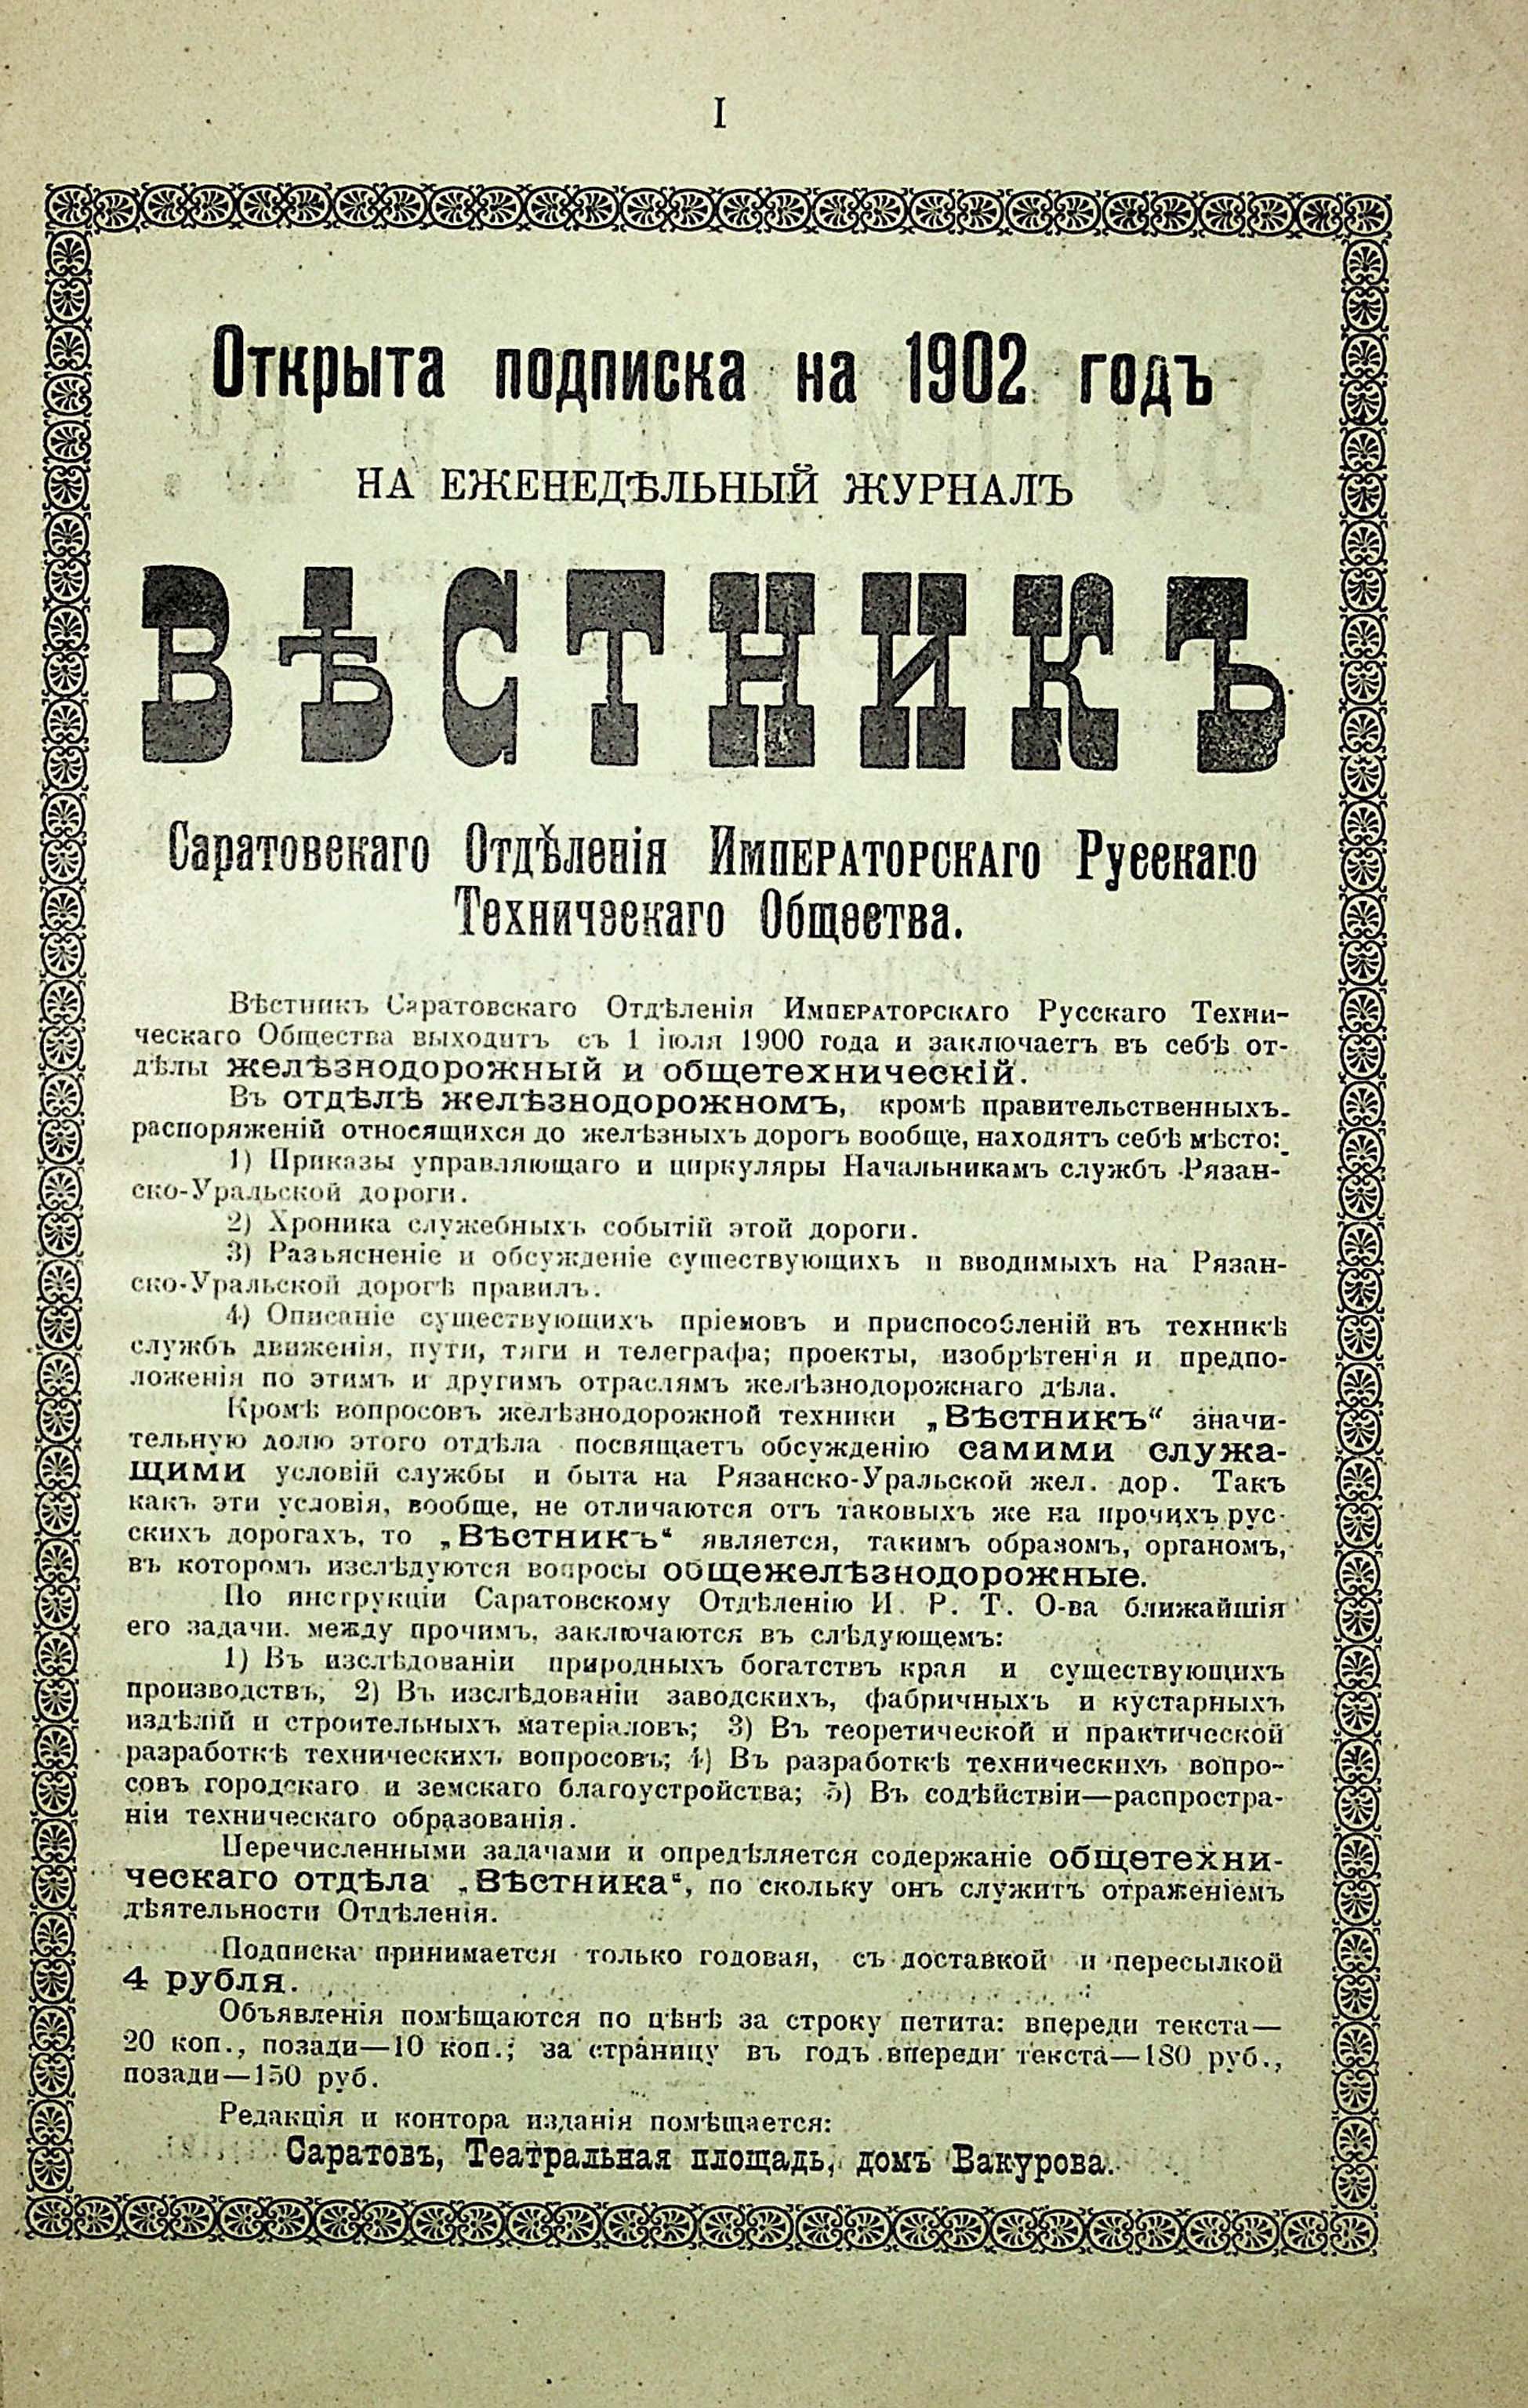 I
Открыта подписка на 1902 годъ
НА ЕЖЕНЕДѢЛЬНЫЙ ЖУРНАЛЪ
ВѢСТНИКЪ
Саратовскаго Отдѣленія Императорскаго Русскаго
Техническаго Общества.
Вѣстникъ Саратовскаго Отдѣленія Императорскаго Русскаго Техни-
ческаго Общества выходитъ съ 1 іюля 1900 года и заключаетъ въ себѣ от-
дѣлы желѣзнодорожный и общетехническій.
Въ отдѣлѣ желѣзнодорожномъ, кромѣ правительственныхъ
распоряженій относящихся до желѣзныхъ дорогъ вообще, находятъ себѣ мѣсто:
1) Приказы управляющаго и циркуляры Начальникамъ службъ Рязан-
ско-Уральской дороги.
2) Хроника служебныхъ событій этой дороги.
3) Разъясненіе и обсужденіе существующихъ и вводимыхъ на Рязан-
ско-Уральской дорогѣ правилъ.
4) Описаніе существующихъ пріемовъ и приспособленій въ техникѣ
службъ движенія, пути, тяги и телеграфа; проекты, изобрѣтенія и предпо-
ложенія по этимъ и другимъ отраслямъ желѣзнодорожнаго дѣла.
Кромѣ вопросовъ желѣзнодорожной техники „Вѣстникъ“ значи-
тельную долю этого отдѣла посвящаетъ обсужденію самими служа-
щими условій службы и быта на Рязанско-Уральской жел. дор. Такъ
какъ эти условія, вообще, не отличаются отъ таковыхъ же на прочихъ рус-
скихъ дорогахъ, то „Вѣстникъ“ является, такимъ образомъ, органомъ,
въ которомъ изслѣдуются вопросы общежелѣзнодорожные.
По инструкціи Саратовскому Отдѣленію И. Р. Т. О-ва ближайшія
его задачи, между прочимъ, заключаются въ слѣдующемъ:
1) Въ изслѣдованіи природныхъ богатствъ края и существующихъ
производствъ; 2) Въ изслѣдованіи заводскихъ, фабричныхъ и кустарныхъ
издѣлій и строительныхъ матеріаловъ; 3) Въ теоретической и практической
разработкѣ техническихъ вопросовъ; 4) Въ разработкѣ техническихъ вопро-
совъ городскаго и земскаго благоустройства; 5) Въ содѣйствіи—распростра-
ніи техническаго образованія.
Перечисленными задачами и опредѣляется содержаніе общетехни-
ческаго отдѣла „Вѣстника“, по скольку онъ служитъ отраженіемъ
дѣятельности Отдѣленія.
Подписка принимается только годовая, съ доставкой и пересылкой
4 рубля.
Объявленія помѣщаются по цѣнѣ за строку петита: впереди текста—
20 коп., позади—10 коп.; за страницу въ годъ впереди текста—180 руб.,
позади—150 руб.
Редакція и контора изданія помѣщается:
Саратовъ, Театральная площадь, домъ Вакурова.